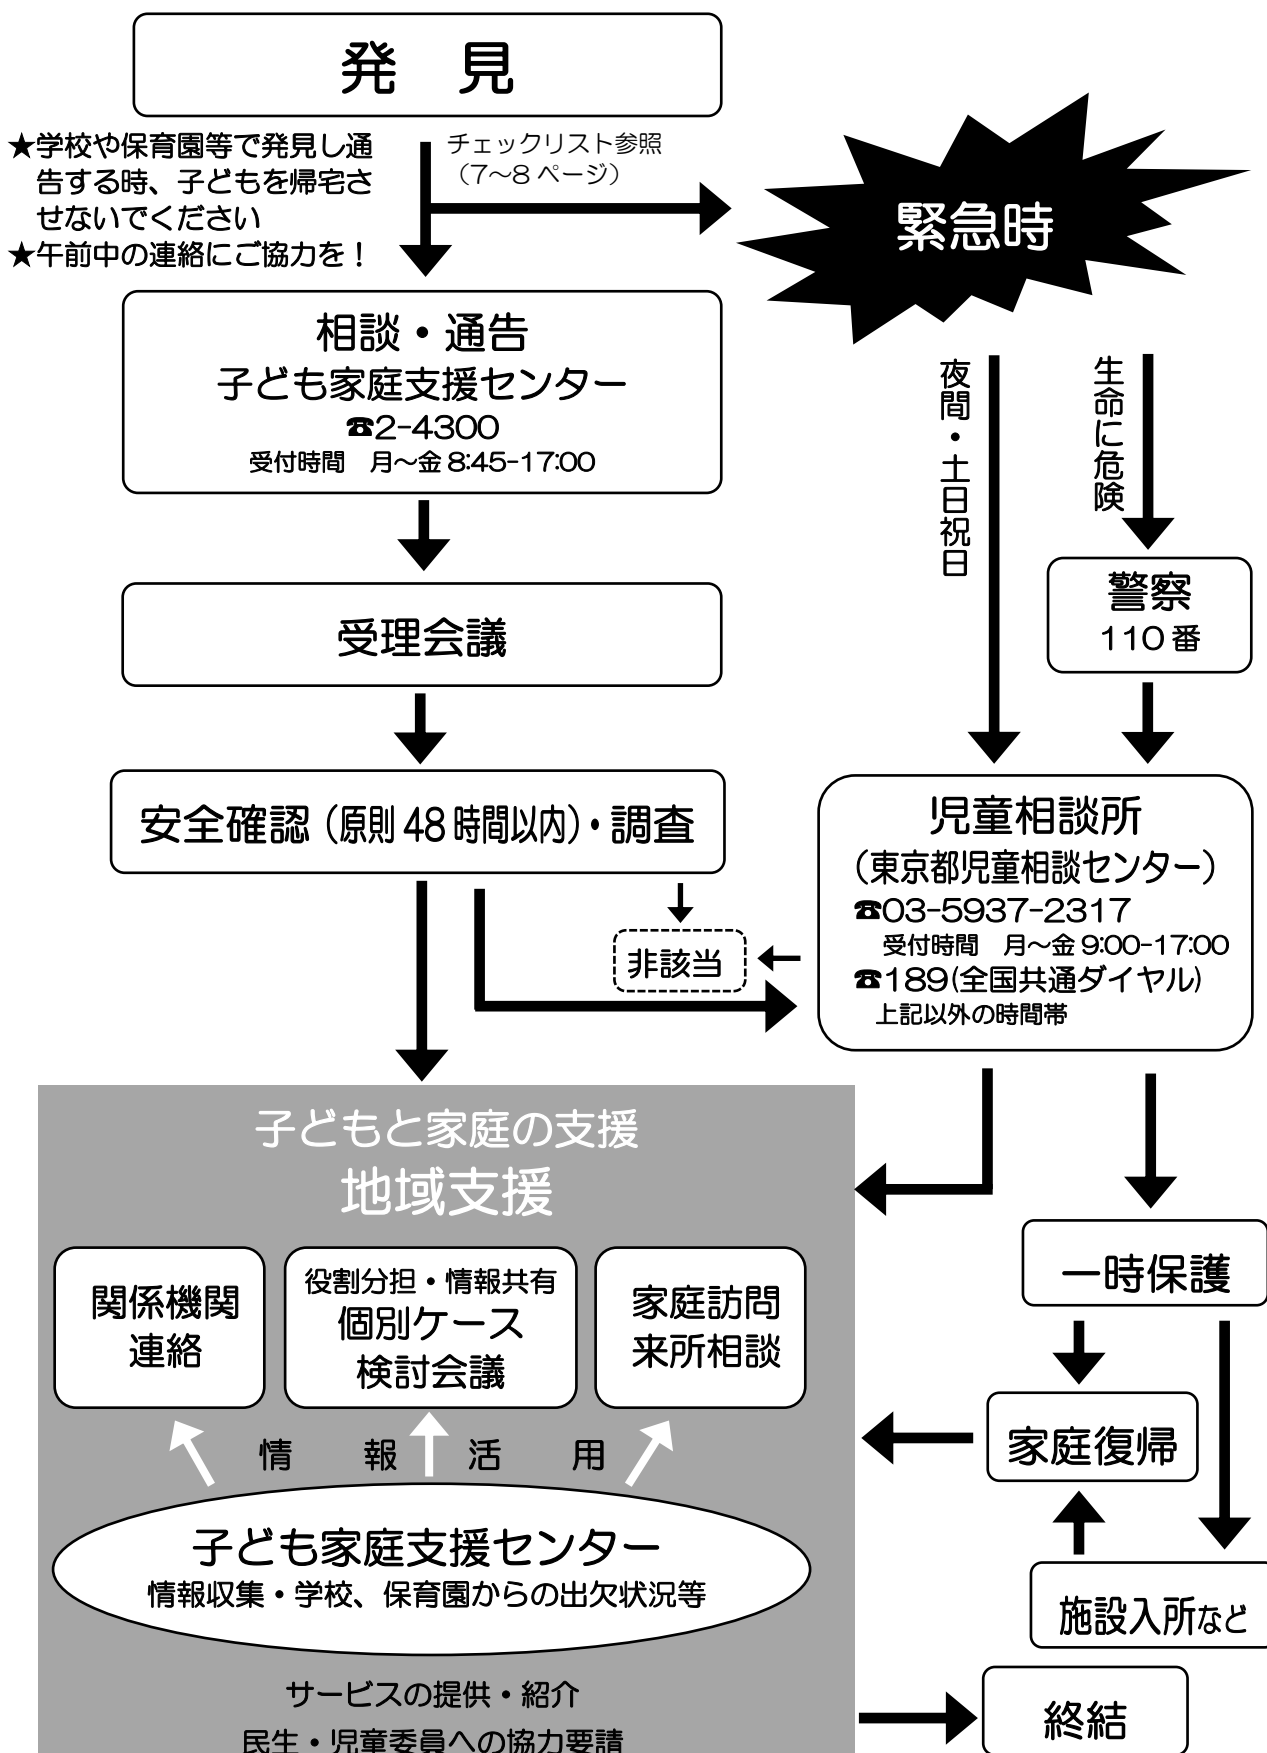 発　見
★学校や保育園等で発見し通
告する時、子どもを帰宅さ
せないでください
★午前中の連絡にご協力を！
チェックリスト参照
（7～8 ページ）
緊急時
相談・通告
子ども家庭支援センター
☎2-4300
受付時間　月～金 8:45-17:00
夜間・土日祝日
生命に危険
警察
110 番
受理会議
安全確認（原則 48 時間以内）・調査
児童相談所
（東京都児童相談センター）
☎03-5937-2317
受付時間　月～金 9:00-17:00
☎189(全国共通ダイヤル)
上記以外の時間帯
非該当
子どもと家庭の支援
地域支援
関係機関
連絡
役割分担・情報共有
個別ケース
検討会議
家庭訪問
来所相談
情　報　活　用
子ども家庭支援センター
情報収集・学校、保育園からの出欠状況等
サービスの提供・紹介
民生・児童委員への協力要請
一時保護
家庭復帰
施設入所など
終結